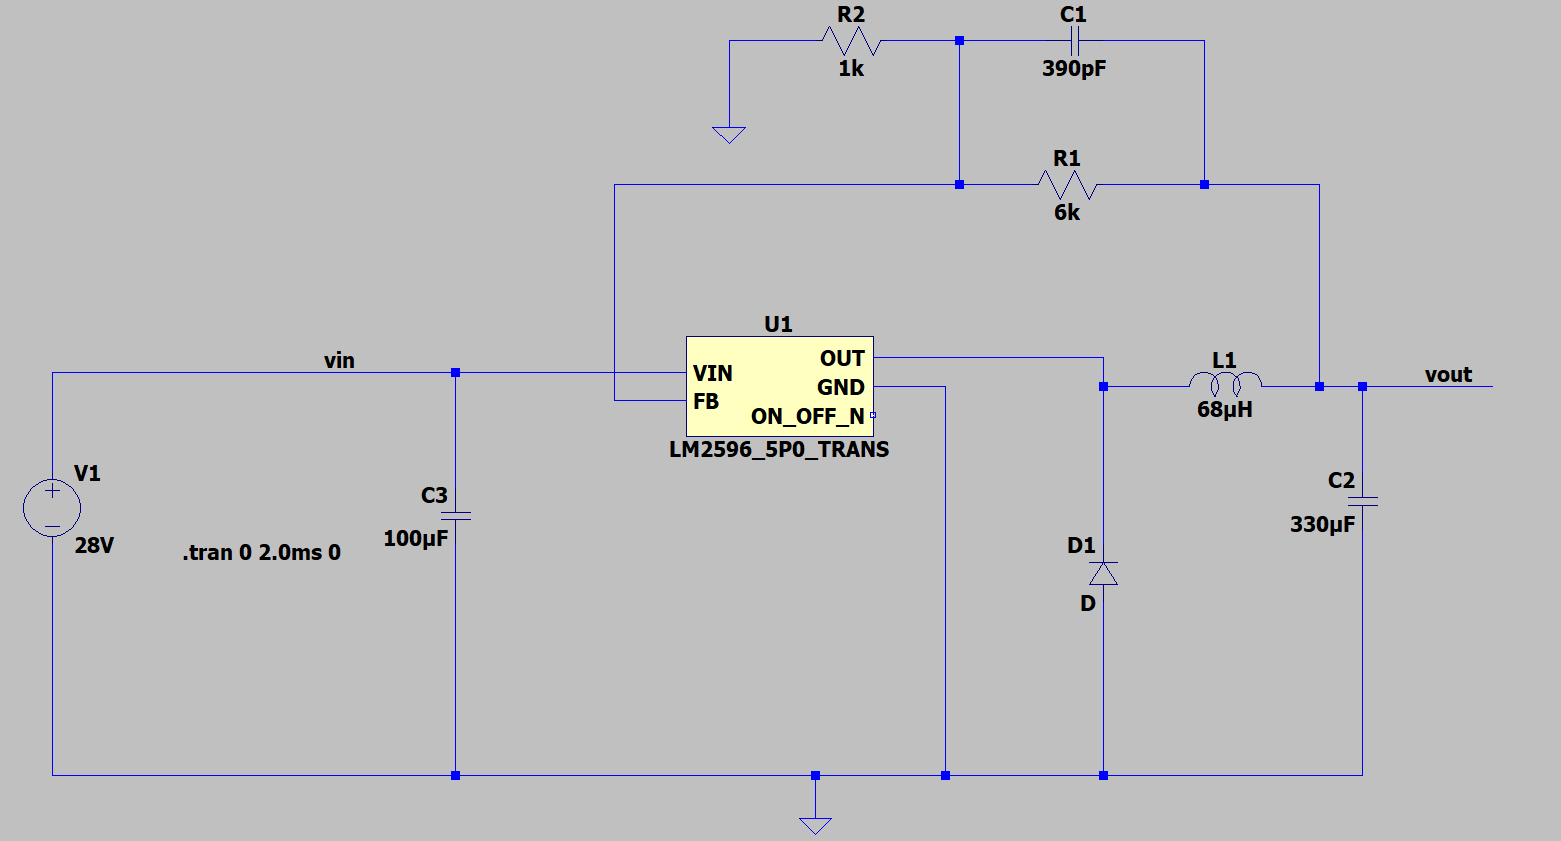 R2
1k
C1
390pF
R1
6k
U1
VIN
FB
OUT
GND
ON_OFF_N
LM2596_5P0_TRANS
vin
L1
68µH
vout
V1
28V
.tran 0 2.0ms 0
C3
100µF
C2
330µF
D1
D